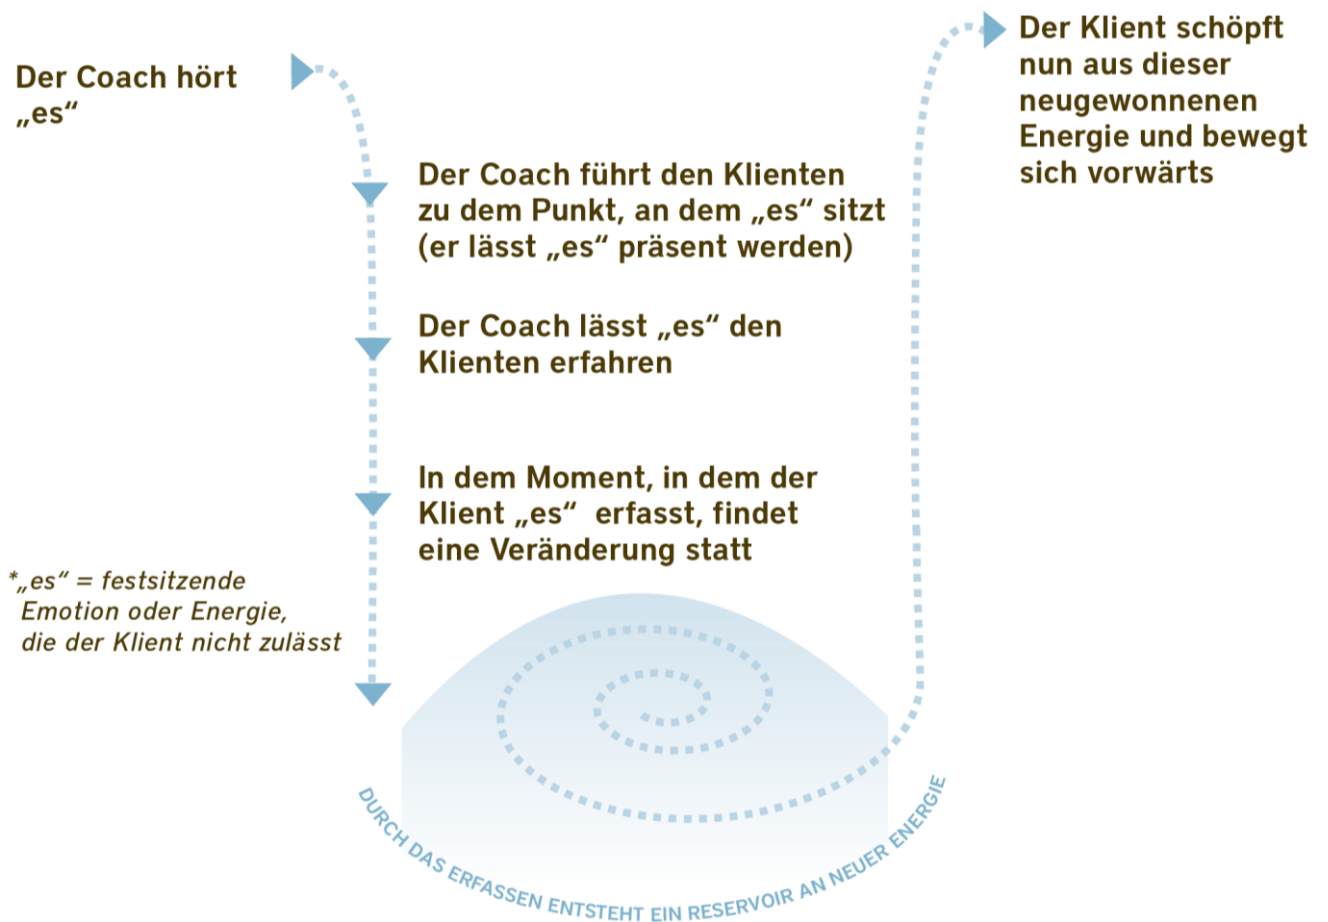 Der Coach hört
„es“
Der Coach führt den Klienten
zu dem Punkt, an dem „es“ sitzt
(er lässt „es“ präsent werden)
Der Coach lässt „es“ den
Klienten erfahren
In dem Moment, in dem der
Klient „es“ erfasst, findet
eine Veränderung statt
*„es“ = festsitzende
Emotion oder Energie,
die der Klient nicht zulässt
DURCH DAS ERFASSEN ENTSTEHT EIN RESERVOIR AN NEUER ENERGIE
Der Klient schöpft
nun aus dieser
neugewonnenen
Energie und bewegt
sich vorwärts